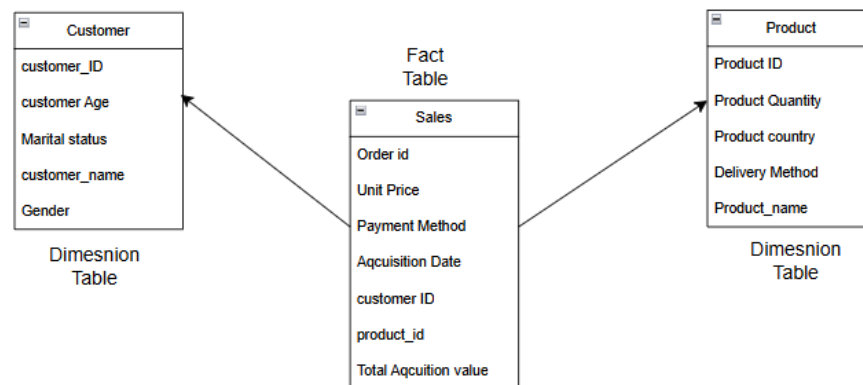 Customer
customer_ID
customer Age
Marital status
customer_name
Gender
Dimesnion
Table
Fact
Table
Sales
Order id
Unit Price
Payment Method
Aqcuisition Date
customer ID
product_id
Total Aqcuition value
Product
Product ID
Product Quantity
Product country
Delivery Method
Product_name
Dimesnion
Table